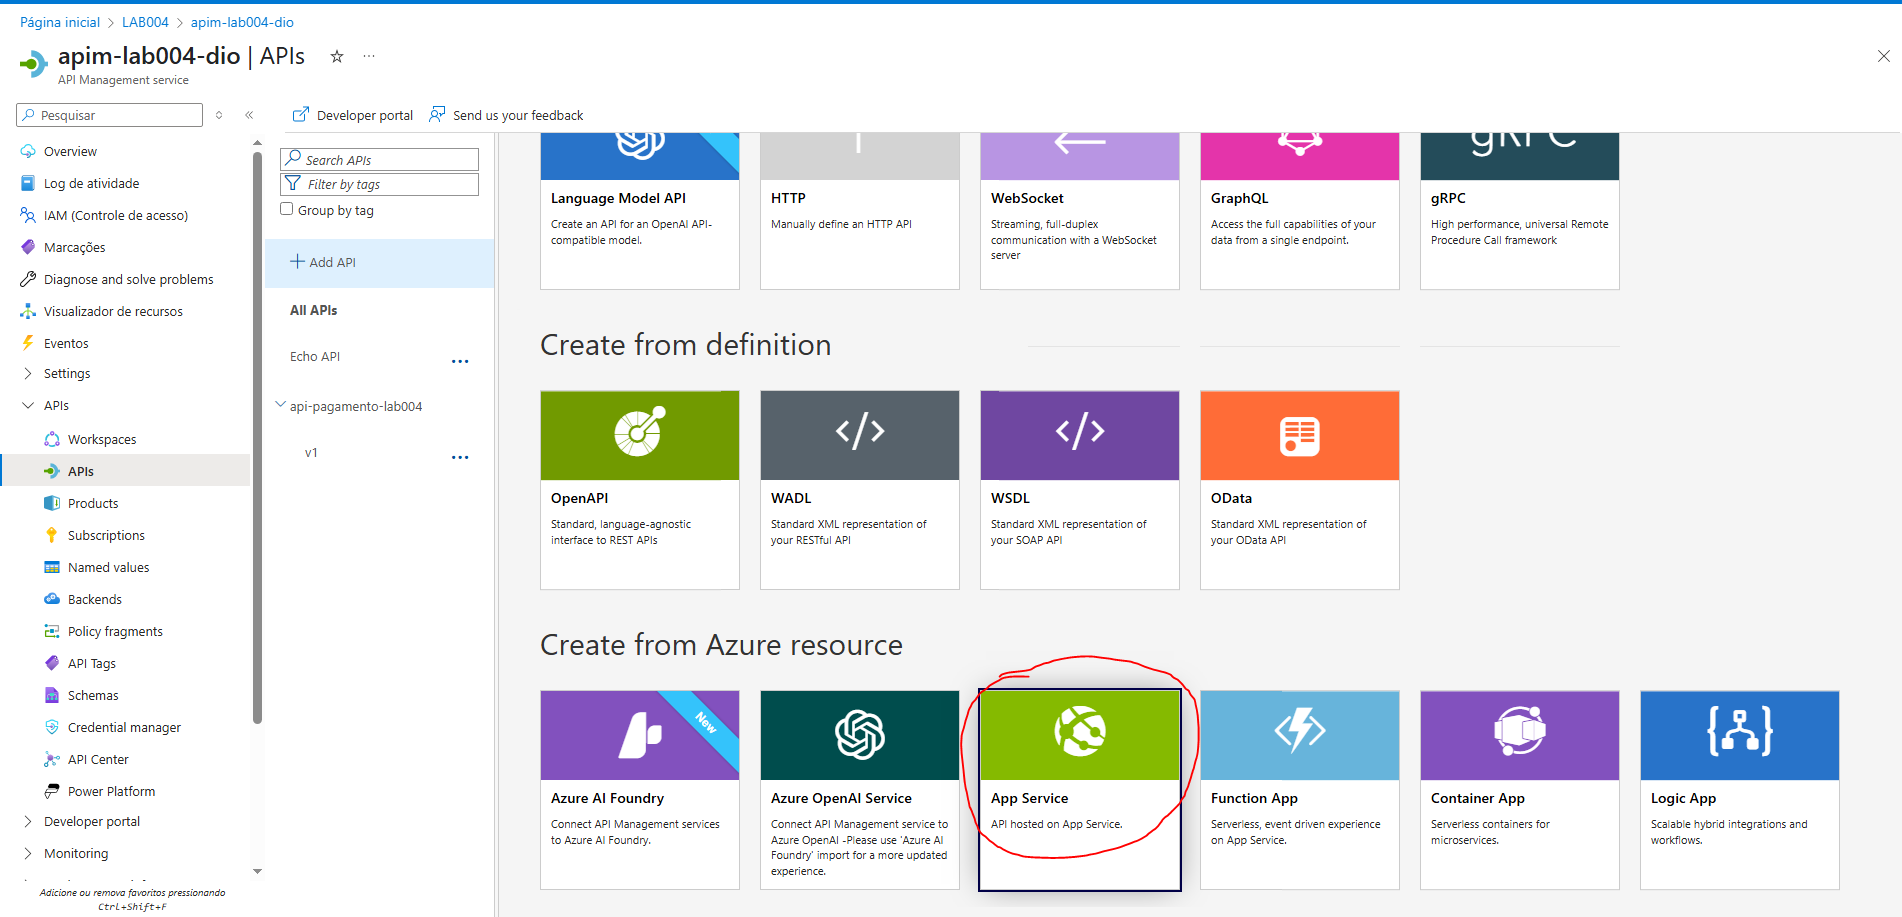 Página inicial > LAB004 > apim-lab004-dio
apim-lab004-dio | APIs
API Management service
Pesquisar
Overview
Log de atividade
IAM (Controle de acesso)
Marcações
Diagnose and solve problems
Visualizador de recursos
Eventos
Settings
APIs
Workspaces
APIs
Products
Subscriptions
Named values
Backends
Policy fragments
API Tags
Schemas
Credential manager
API Center
Power Platform
Developer portal
Monitoring
Adicione ou remova favoritos pressionando
Ctrl+Shift+F
Developer portal
Send us your feedback
Search APIs
Filter by tags
Group by tag
+ Add API
All APIs
Echo API
...
api-pagamento-lab004
v1
...
Language Model API
Create an API for an OpenAI API-
compatible model.
HTTP
Manually define an HTTP API
WebSocket
Streaming, full-duplex
communication with a WebSocket
server
GraphQL
Access the full capabilities of your
data from a single endpoint.
gRPC
gRPC
High performance, universal Remote
Procedure Call framework
Create from definition
OpenAPI
Standard, language-agnostic
interface to REST APIs
</>
WADL
Standard XML representation of
your RESTful API
</>
WSDL
Standard XML representation of
your SOAP API
OData
Standard XML representation of
your OData API
Create from Azure resource
New
Azure AI Foundry
Connect API Management services
to Azure AI Foundry.
Azure OpenAI Service
Connect API Management service to
Azure OpenAI -Please use 'Azure AI
Foundry' import for a more updated
experience.
App Service
API hosted on App Service.
Function App
Serverless, event driven experience
on App Service.
Container App
Serverless containers for
microservices.
Logic App
Scalable hybrid integrations and
workflows.